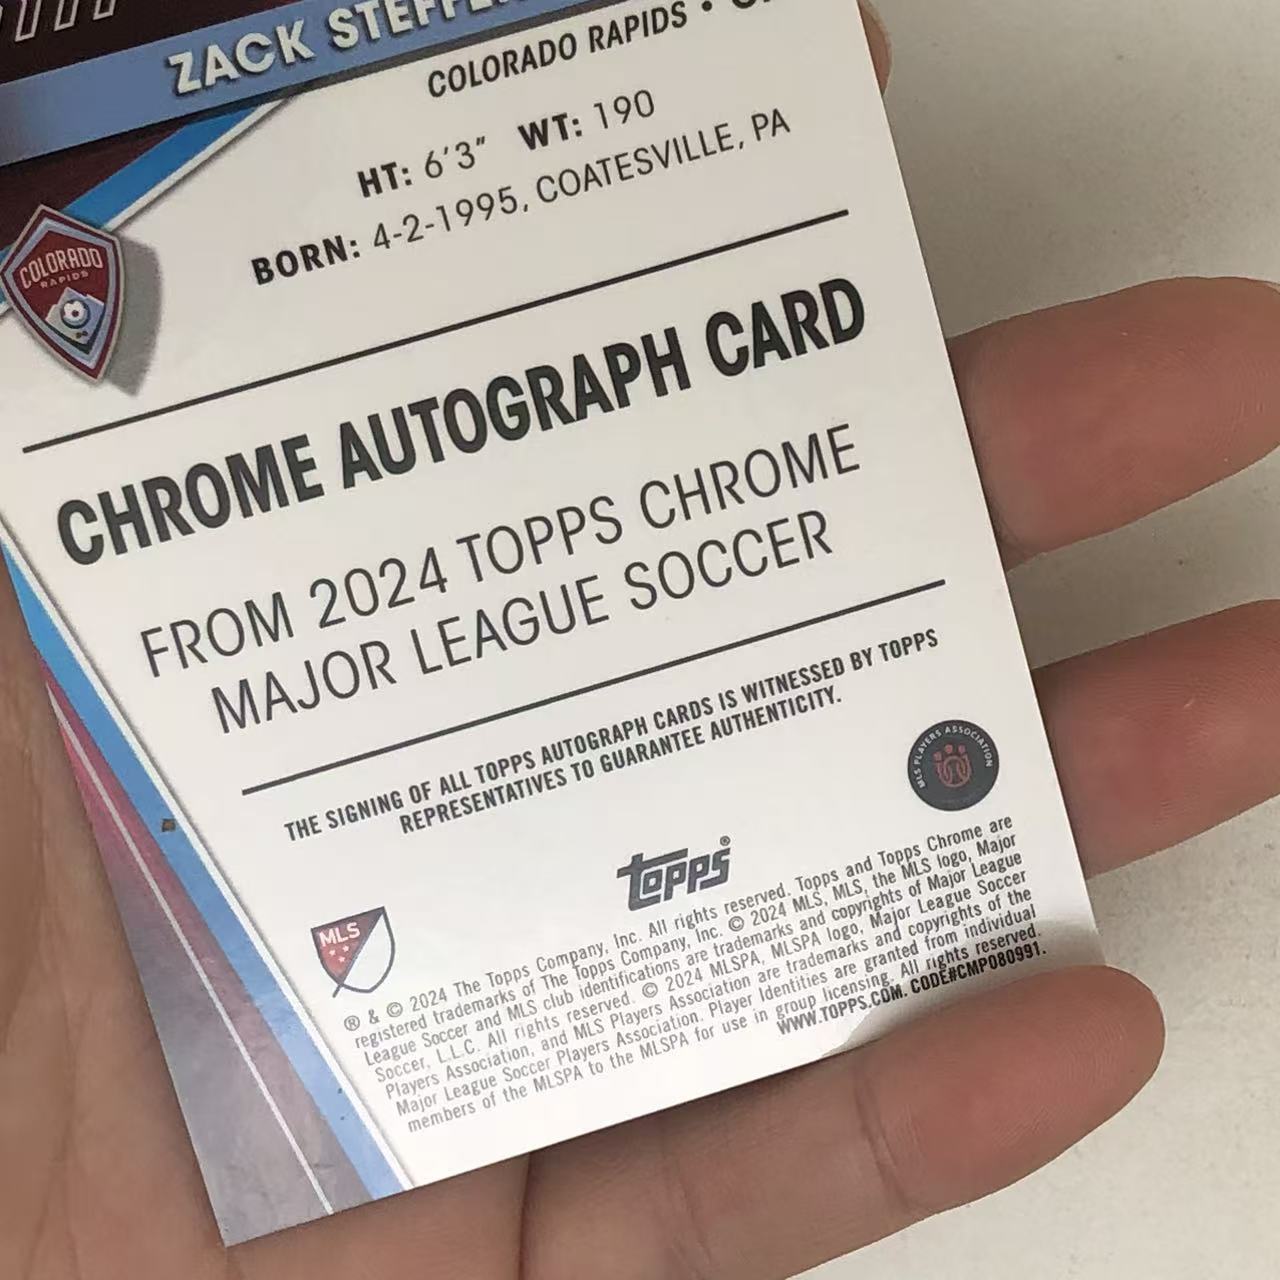 ZACK STEFFEN
COLORADO RAPIDS •
HT: 6'3" WT: 190
BORN: 4-2-1995, COATESVILLE, PA
COLORADO
RAPIDS
CHROME AUTOGRAPH CARD
FROM 2024 TOPPS CHROME
MAJOR LEAGUE SOCCER
THE SIGNING OF ALL TOPPS AUTOGRAPH CARDS IS WITNESSED BY TOPPS
REPRESENTATIVES TO GUARANTEE AUTHENTICITY.
MLS PLAYERS ASSOCIATION
topps®
MLS
® & © 2024 The Topps Company, Inc. All rights reserved. Topps and Topps Chrome are
registered trademarks of The Topps Company, Inc. © 2024 MLS, MLS, the MLS logo, Major
League Soccer and MLS club identifications are trademarks and copyrights of Major League
Soccer, L.L.C. All rights reserved. © 2024 MLSPA, MLSPA logo, Major League Soccer
Players Association, and MLS Players Association are trademarks and copyrights of the
Major League Soccer Players Association. Player Identities are granted from individual
members of the MLSPA to the MLSPA for use in group licensing. All rights reserved.
WWW.TOPPS.COM. CODE#CMP080991.